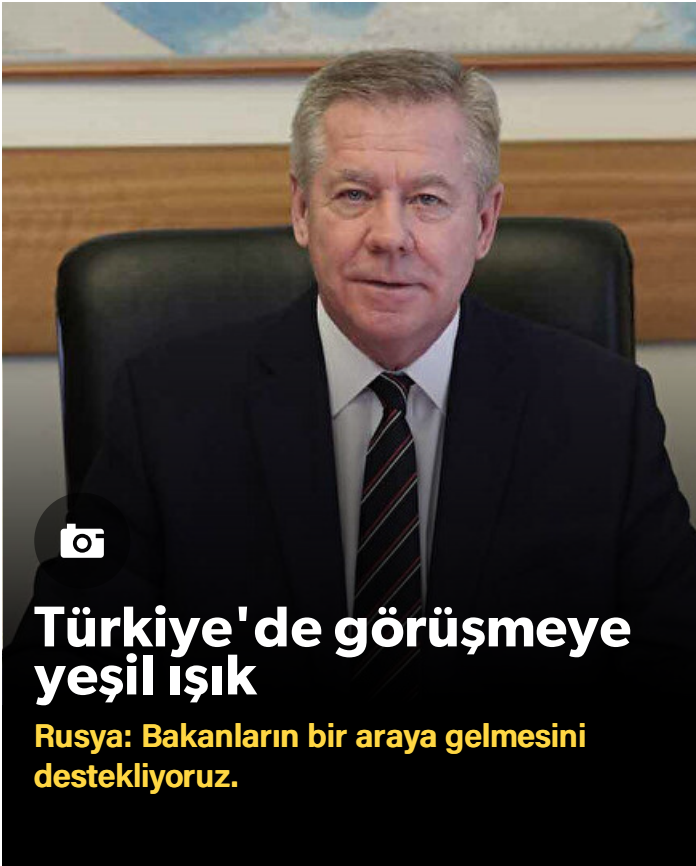 Türkiye'de görüşmeye
yeşil ışık
Rusya: Bakanların bir araya gelmesini
destekliyoruz.